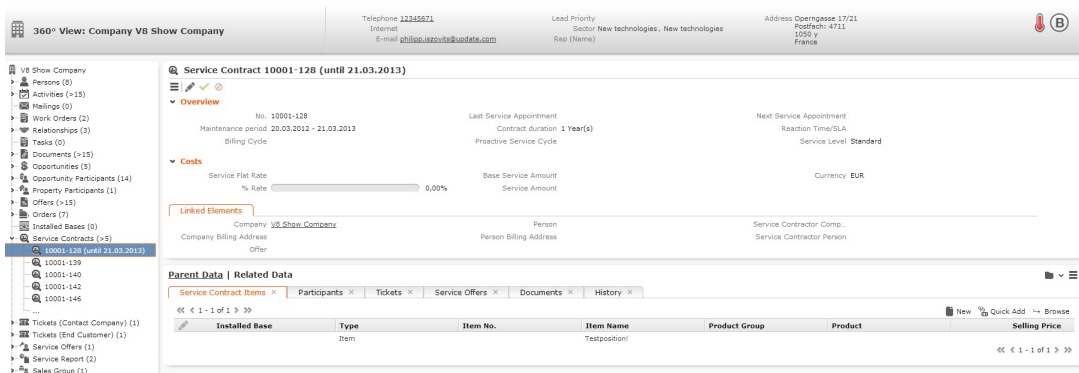 360° View: Company V8 Show Company
Telephone 12345671
Internet
E-mail philipp.iszovits@update.com
Lead Priority
Sector New technologies, New technologies
Rep (Name)
Address Operngasse 17/21
Postfach: 4711
1050 y
France
B
V8 Show Company
Persons (8)
Activities (>15)
Mailings (0)
Work Orders (2)
Relationships (3)
Tasks (0)
Documents (>15)
Opportunities (5)
Opportunity Participants (14)
Property Participants (1)
Offers (>15)
Orders (7)
Installed Bases (0)
Service Contracts (>5)
10001-128 (until 21.03.2013)
10001-139
10001-140
10001-142
10001-146
...
Tickets (Contact Company) (1)
Tickets (End Customer) (1)
Service Offers (1)
Service Report (2)
Sales Group (1)
Service Contract 10001-128 (until 21.03.2013)
Overview
No. 10001-128 Last Service Appointment Next Service Appointment
Maintenance period 20.03.2012 - 21.03.2013 Contract duration 1 Year(s) Reaction Time/SLA
Billing Cycle Proactive Service Cycle Service Level Standard
Costs
Service Flat Rate Base Service Amount Currency EUR
% Rate 0,00% Service Amount
Linked Elements
Company V8 Show Company Person Service Contractor Comp...
Company Billing Address Person Billing Address Service Contractor Person
Offer
Parent Data | Related Data
Service Contract Items × Participants × Tickets × Service Offers × Documents × History ×
1 - 1 of 1 New Quick Add Browse
Installed Base Type Item No. Item Name Product Group Product Selling Price
Item Testposition!
1 - 1 of 1